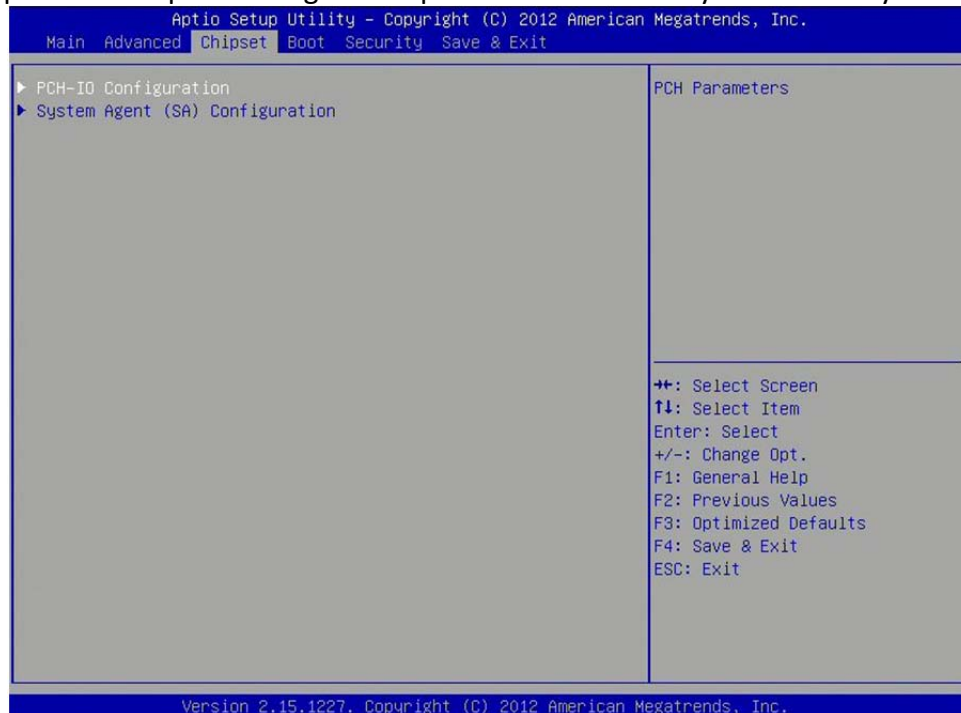 Aptio Setup Utility – Copyright (C) 2012 American Megatrends, Inc.
Main Advanced Chipset Boot Security Save & Exit
PCH-IO Configuration
System Agent (SA) Configuration
PCH Parameters
→←: Select Screen
↑↓: Select Item
Enter: Select
+/-: Change Opt.
F1: General Help
F2: Previous Values
F3: Optimized Defaults
F4: Save & Exit
ESC: Exit
Version 2.15.1227. Copyright (C) 2012 American Megatrends, Inc.